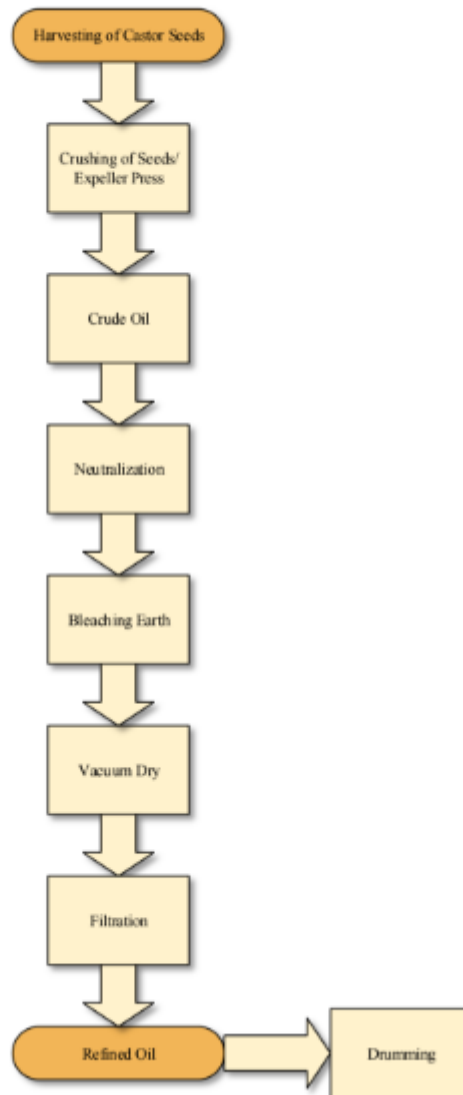 Harvesting of Castor Seeds
Crushing of Seeds/
Expeller Press
Crude Oil
Neutralization
Bleaching Earth
Vacuum Dry
Filtration
Refined Oil
Drumming